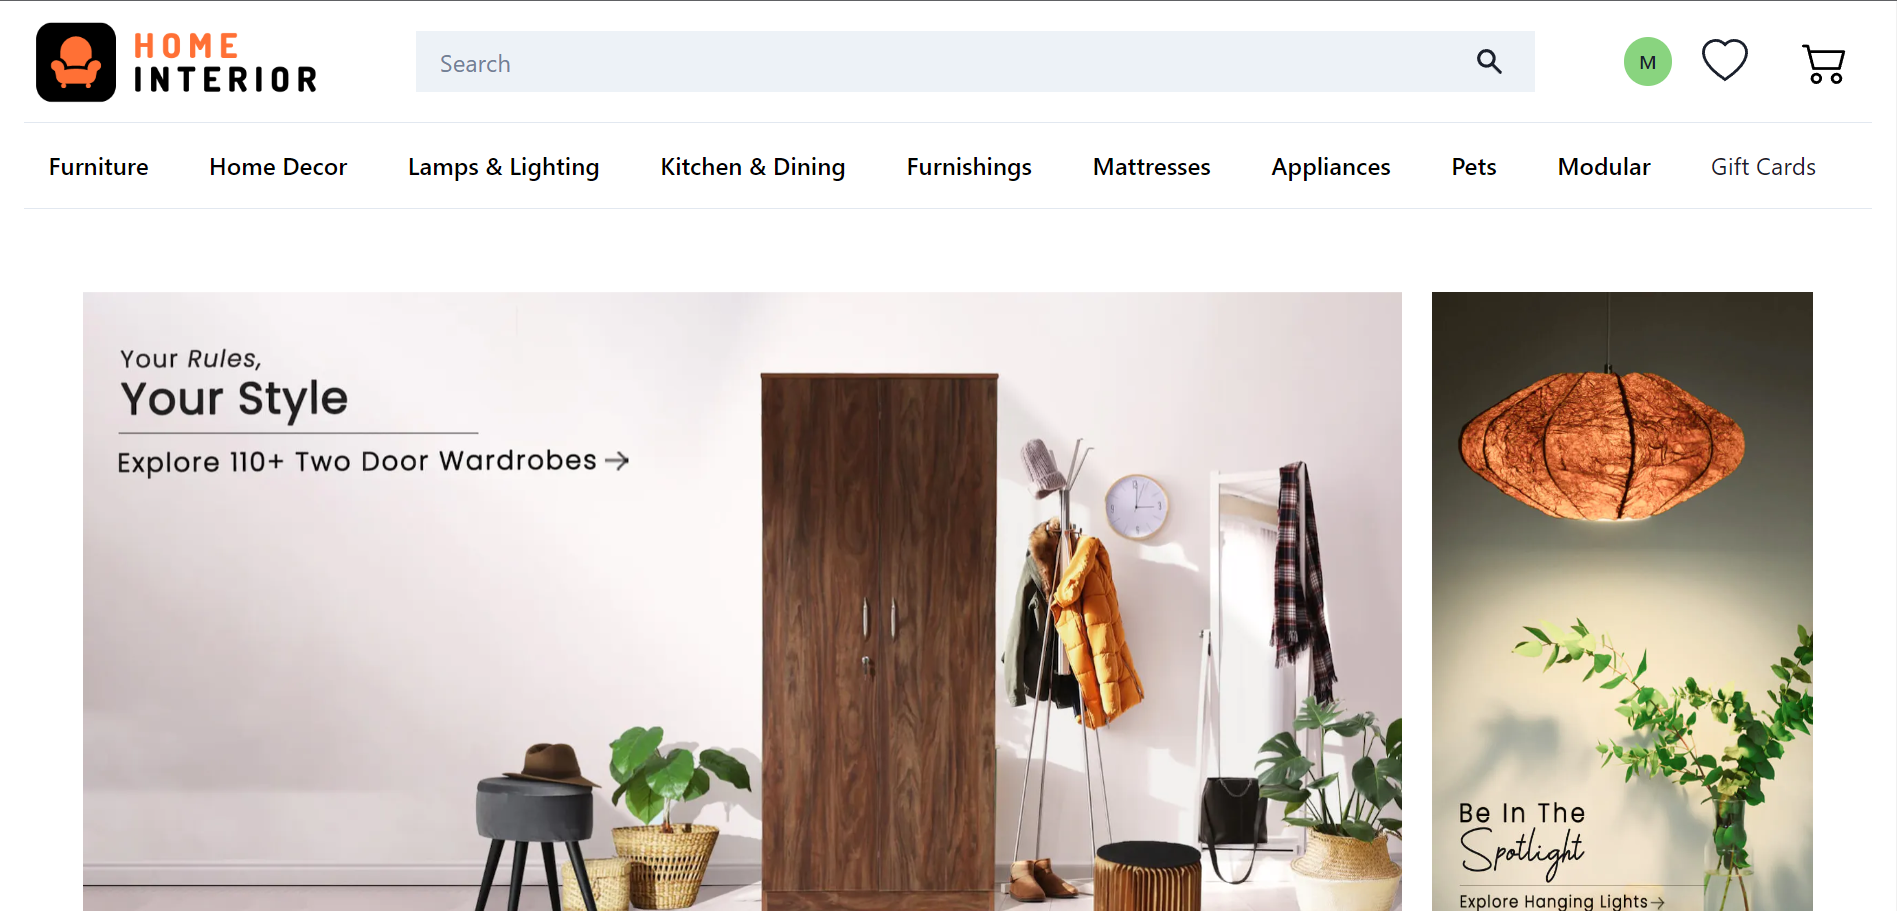 HOME
INTERIOR
Search
M
Furniture
Home Decor
Lamps & Lighting
Kitchen & Dining
Furnishings
Mattresses
Appliances
Pets
Modular
Gift Cards
Your Rules,
Your Style
Explore 110+ Two Door Wardrobes →
Be In The
Spotlight
Explore Hanging Lights→